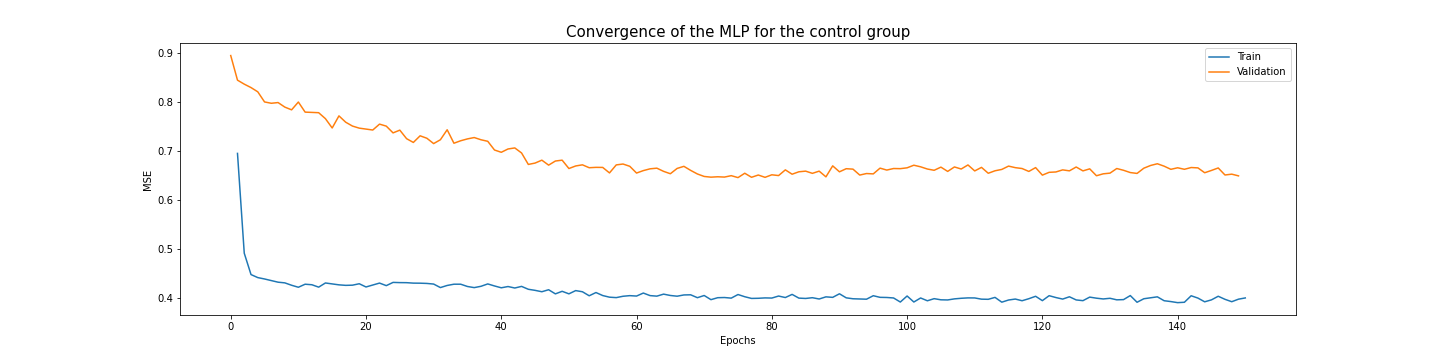 Convergence of the MLP for the control group
Train
Validation
MSE
0.9
0.8
0.7
0.6
0.5
0.4
0 20 40 60 80 100 120 140
Epochs